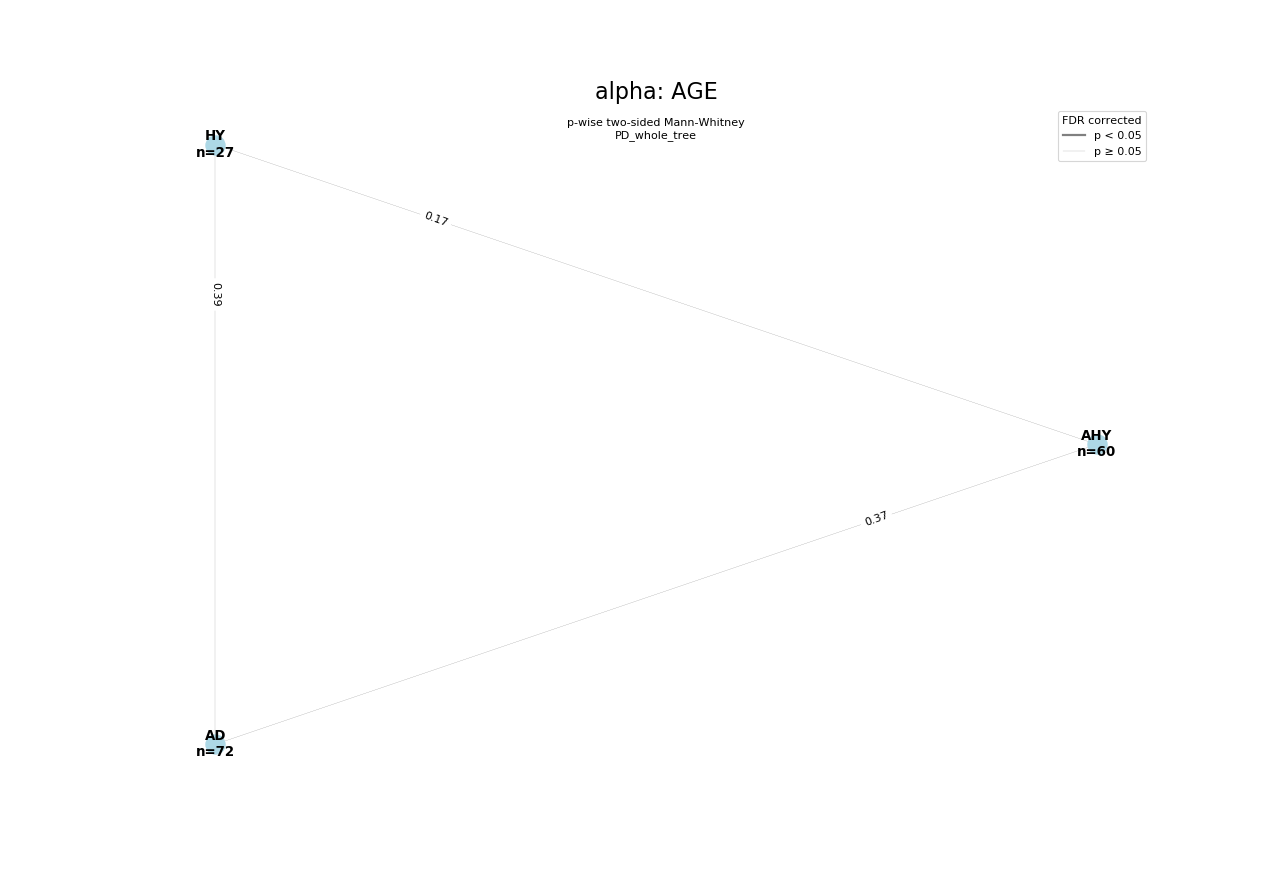 alpha: AGE
p-wise two-sided Mann-Whitney
PD_whole_tree
FDR corrected
p < 0.05
p ≥ 0.05
HY
n=27
0.17
0.39
AHY
n=60
0.37
AD
n=72